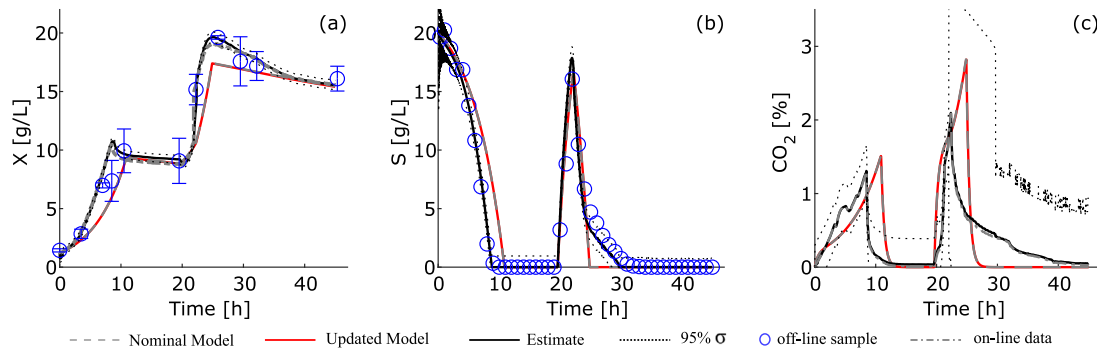 (a)
(b)
(c)
20
15
10
5
0
X [g/L]
0 10 20 30 40
Time [h]
20
15
10
5
0
S [g/L]
0 10 20 30 40
Time [h]
3
2
1
0
CO2 [%]
0 10 20 30 40
Time [h]
Nominal Model Updated Model Estimate 95% σ off-line sample on-line data